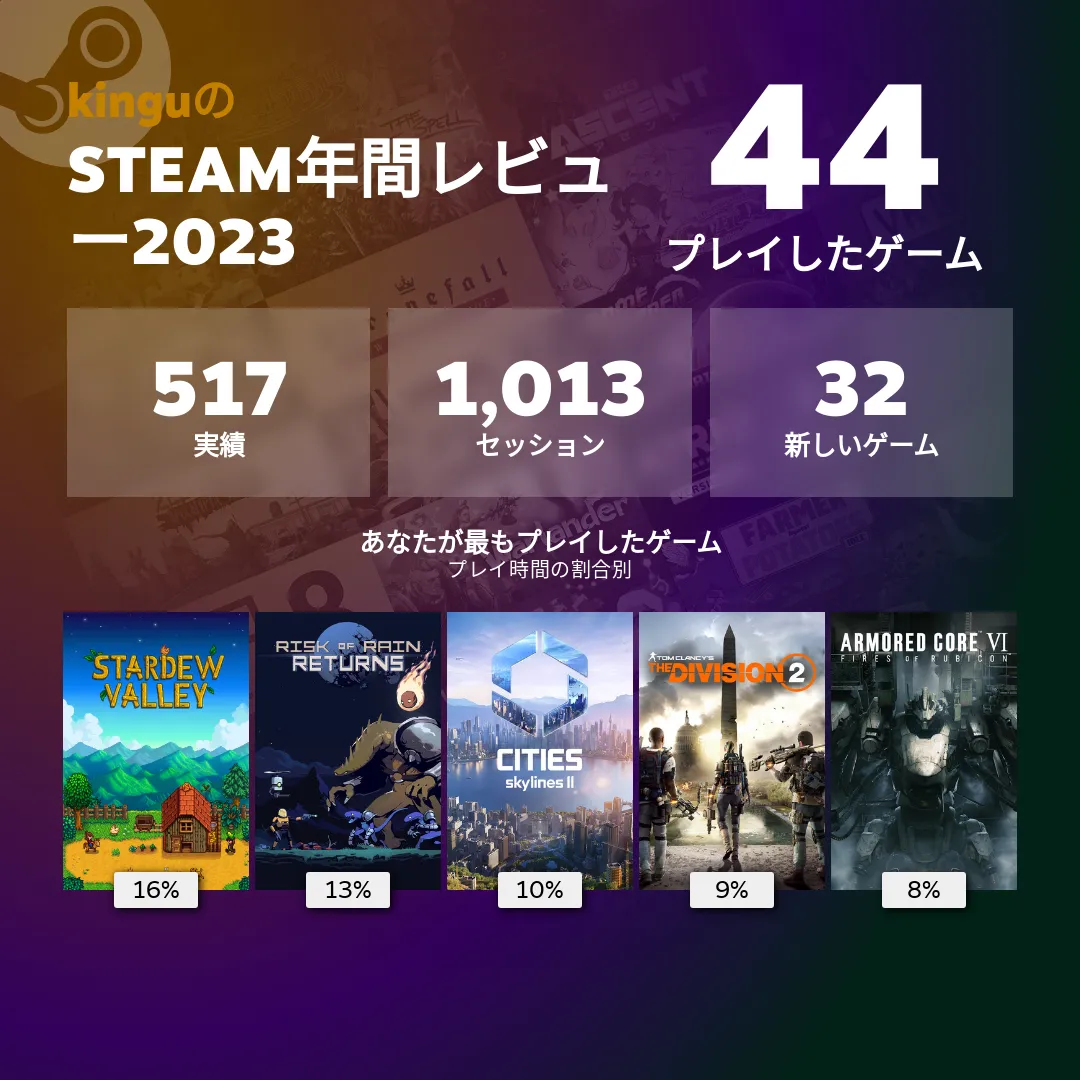 kinguの
STEAM年間レビュ
ー2023
44
プレイしたゲーム
517
実績
1,013
セッション
32
新しいゲーム
あなたが最もプレイしたゲーム
プレイ時間の割合別
STARDEW
VALLEY
RISK OF RAIN
RETURNS
CITIES
skylines II
TOM CLANCY'S
THE DIVISION 2
ARMORED CORE VI
FIRES OF RUBICON
16%
13%
10%
9%
8%